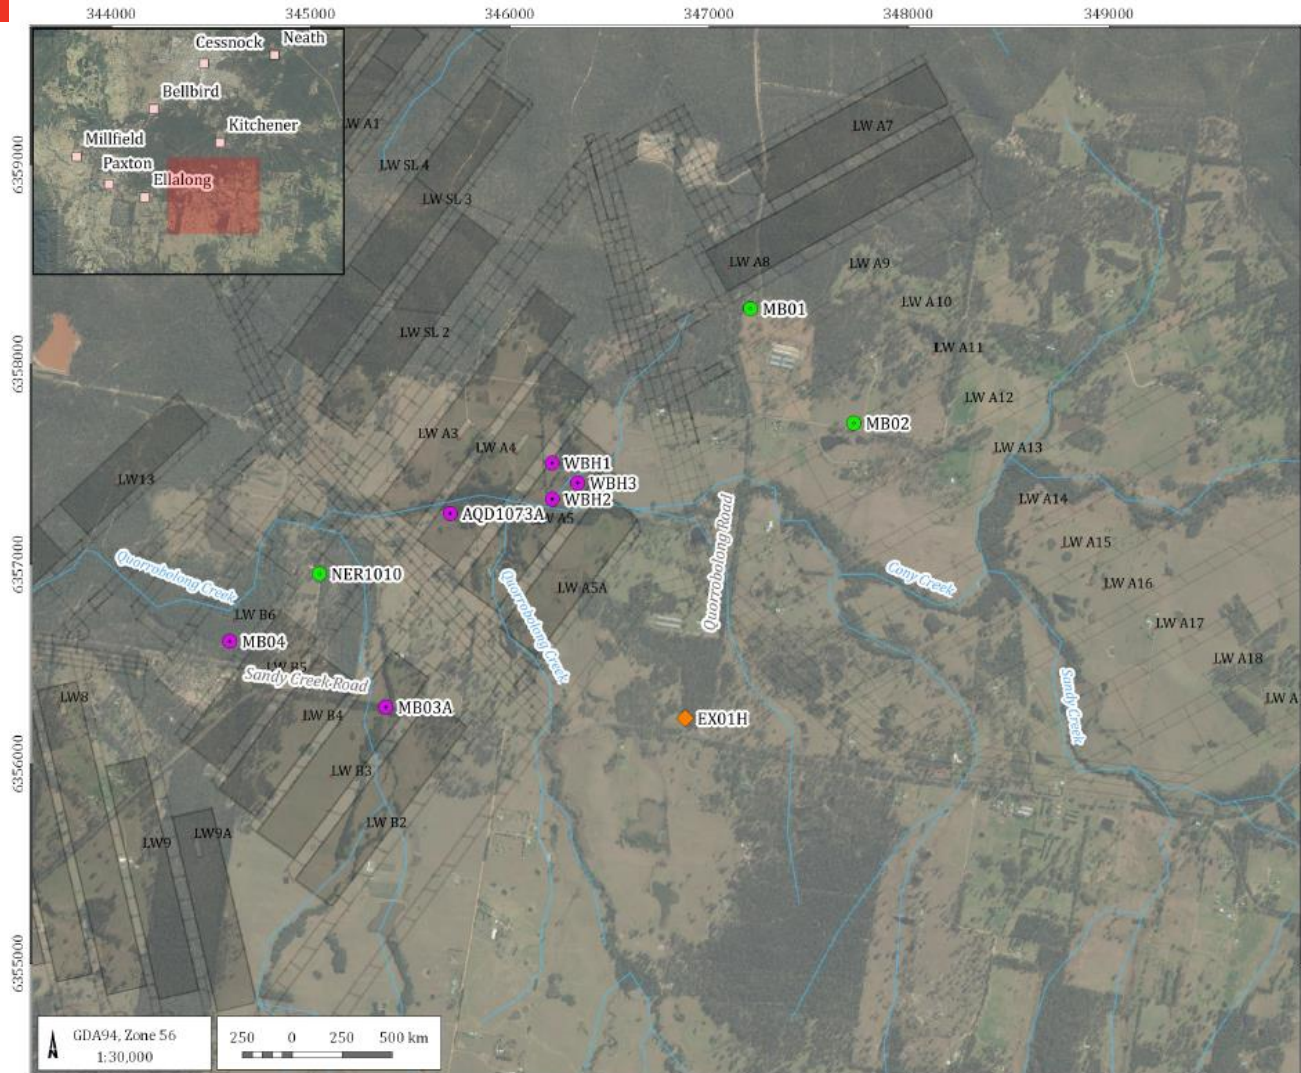 344000
345000
346000
347000
348000
349000
6359000
6358000
6357000
6356000
6355000
Cessnock
Neath
Bellbird
Kitchener
Millfield
Paxton
Ellalong
LW A1
LW SL 4
LW SL 3
LW SL 2
LW A7
LW A8
LW A9
LW A10
LW A11
LW A12
LW A13
LW A14
LW A15
LW A16
LW A17
LW A18
LW A
MB01
MB02
LW A3
LW A4
WBH1
WBH3
WBH2
AQD1073A
W A5
LW A5A
LW13
Quorrobolong Creek
NER1010
LW B6
MB04
LW B5
Sandy Creek Road
MB03A
LW B4
LW B3
LW B2
LW8
LW9
LW9A
Quorrobolong Creek
Quorrobolong Road
Cony Creek
Sandy Creek
EX01H
GDA94, Zone 56
1:30,000
250 0 250 500 km